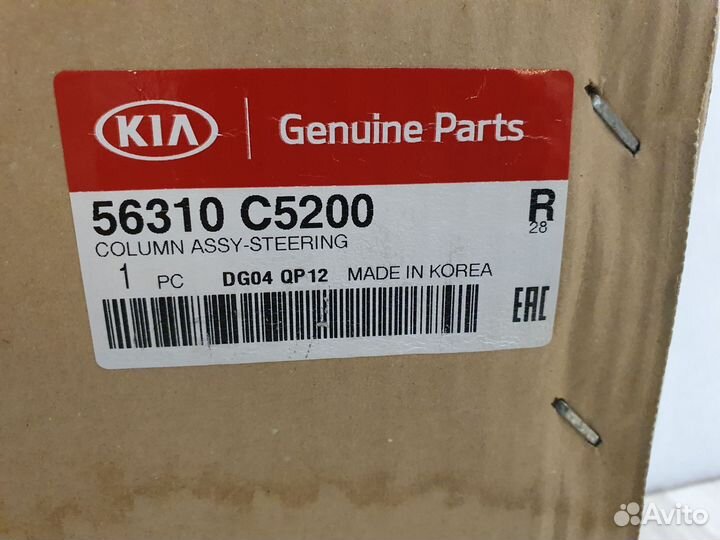 KIA
Genuine Parts
56310 C5200
R
28
COLUMN ASSY-STEERING
1 PC DG04 QP12 MADE IN KOREA
EAC
Avito